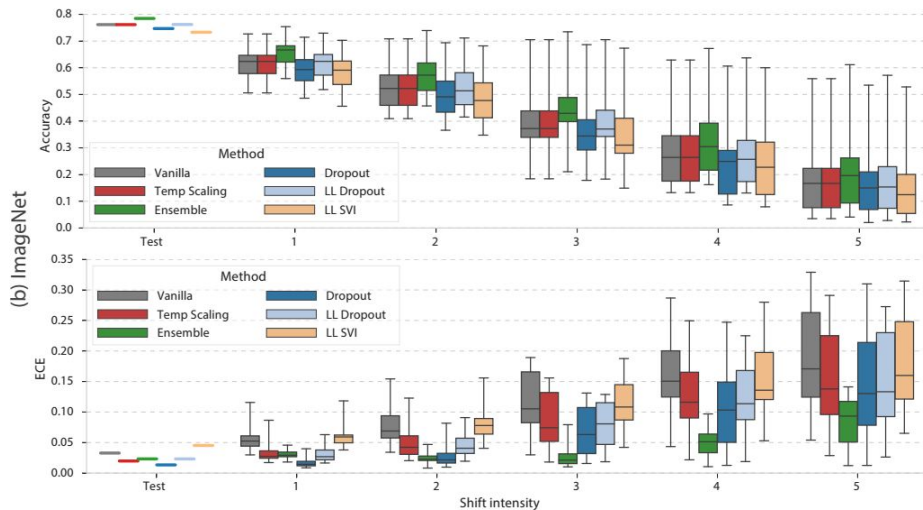 (b) ImageNet
Accuracy
0.8
0.7
0.6
0.5
0.4
0.3
0.2
0.1
0.0
Method
Vanilla
Temp Scaling
Ensemble
Dropout
LL Dropout
LL SVI
Test 1 2 3 4 5
ECE
0.35
0.30
0.25
0.20
0.15
0.10
0.05
0.00
Method
Vanilla
Temp Scaling
Ensemble
Dropout
LL Dropout
LL SVI
Test 1 2 3 4 5
Shift intensity